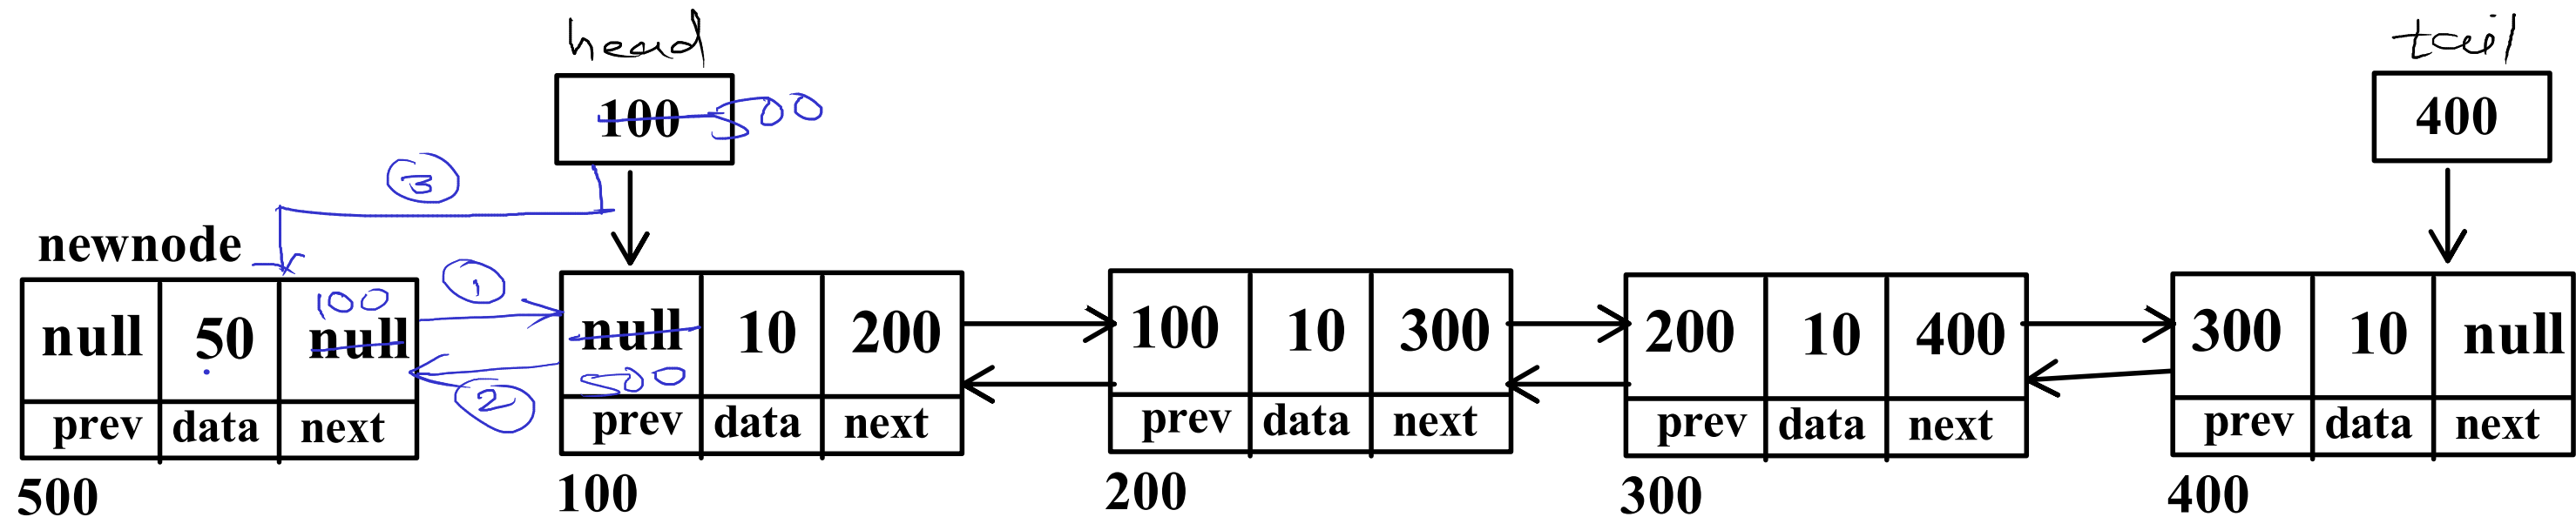 head
tail
100 500
400
3
newnode
1
100
null 50 null
null 10 200
100 10 300
200 10 400
300 10 null
500
2
prev data next
prev data next
prev data next
prev data next
prev data next
500
100
200
300
400